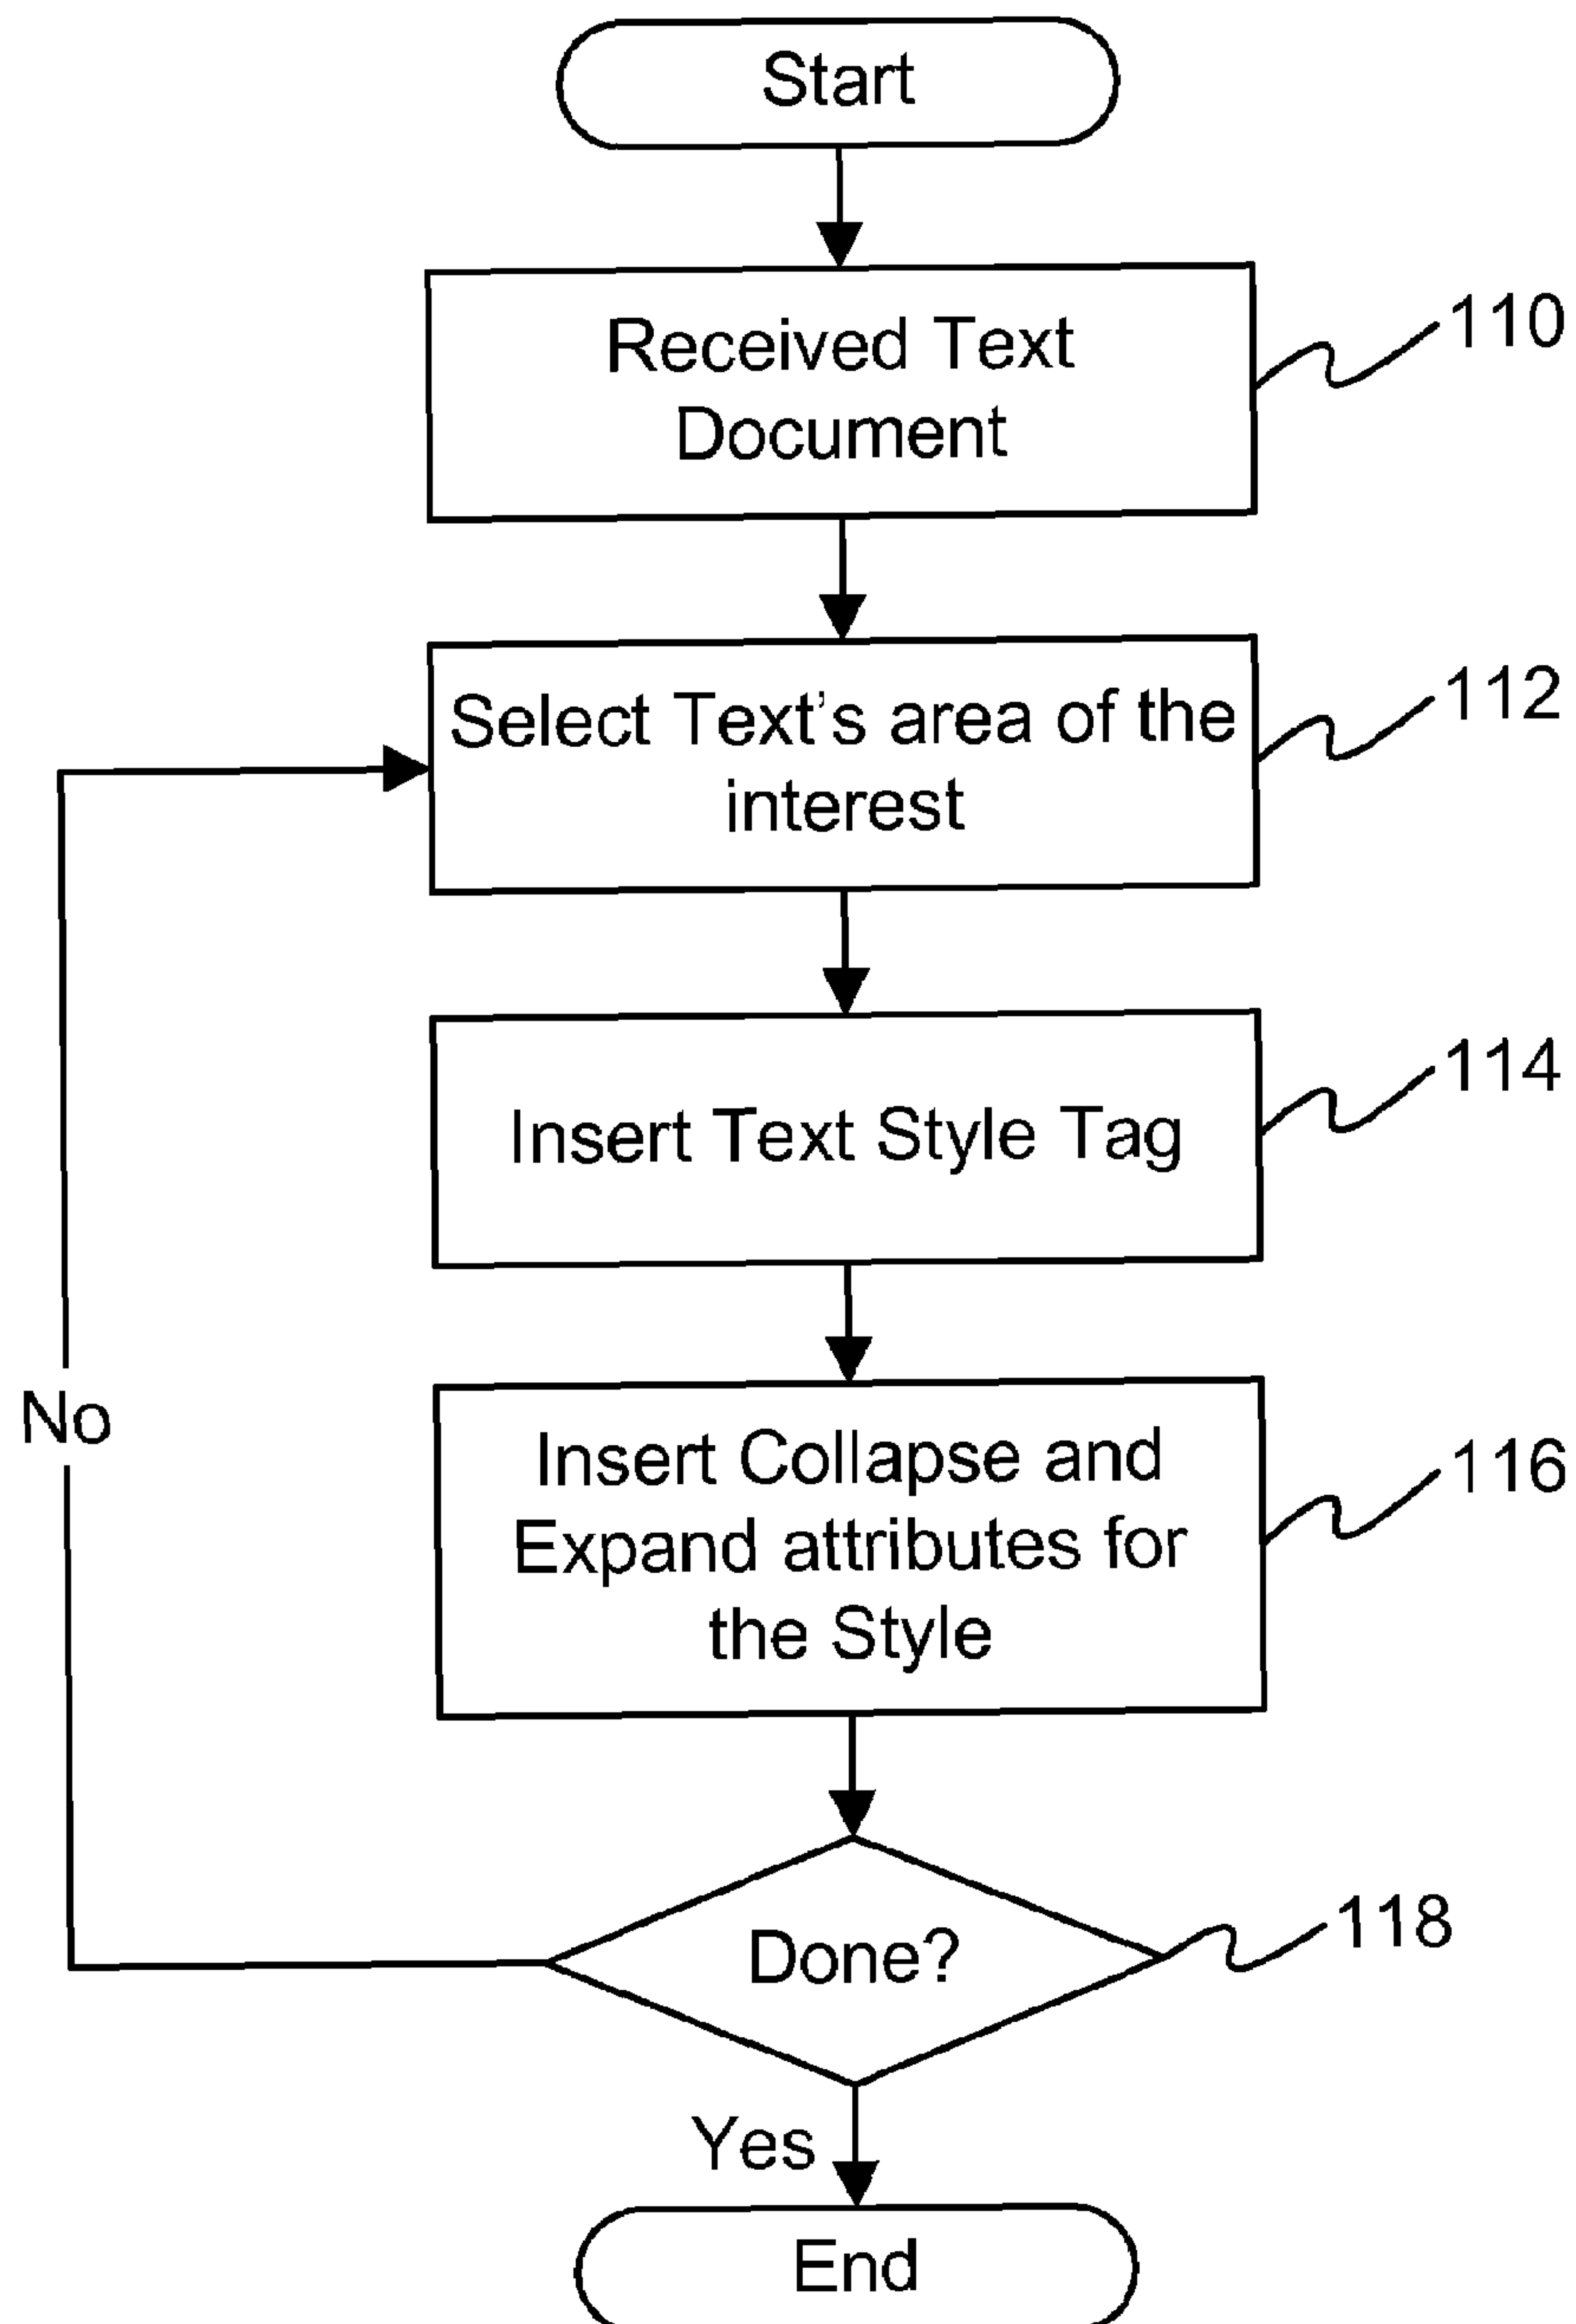 Start
Received Text
Document
110
Select Text's area of the
interest
112
Insert Text Style Tag
114
Insert Collapse and
Expand attributes for
the Style
116
No
Done?
118
Yes
End